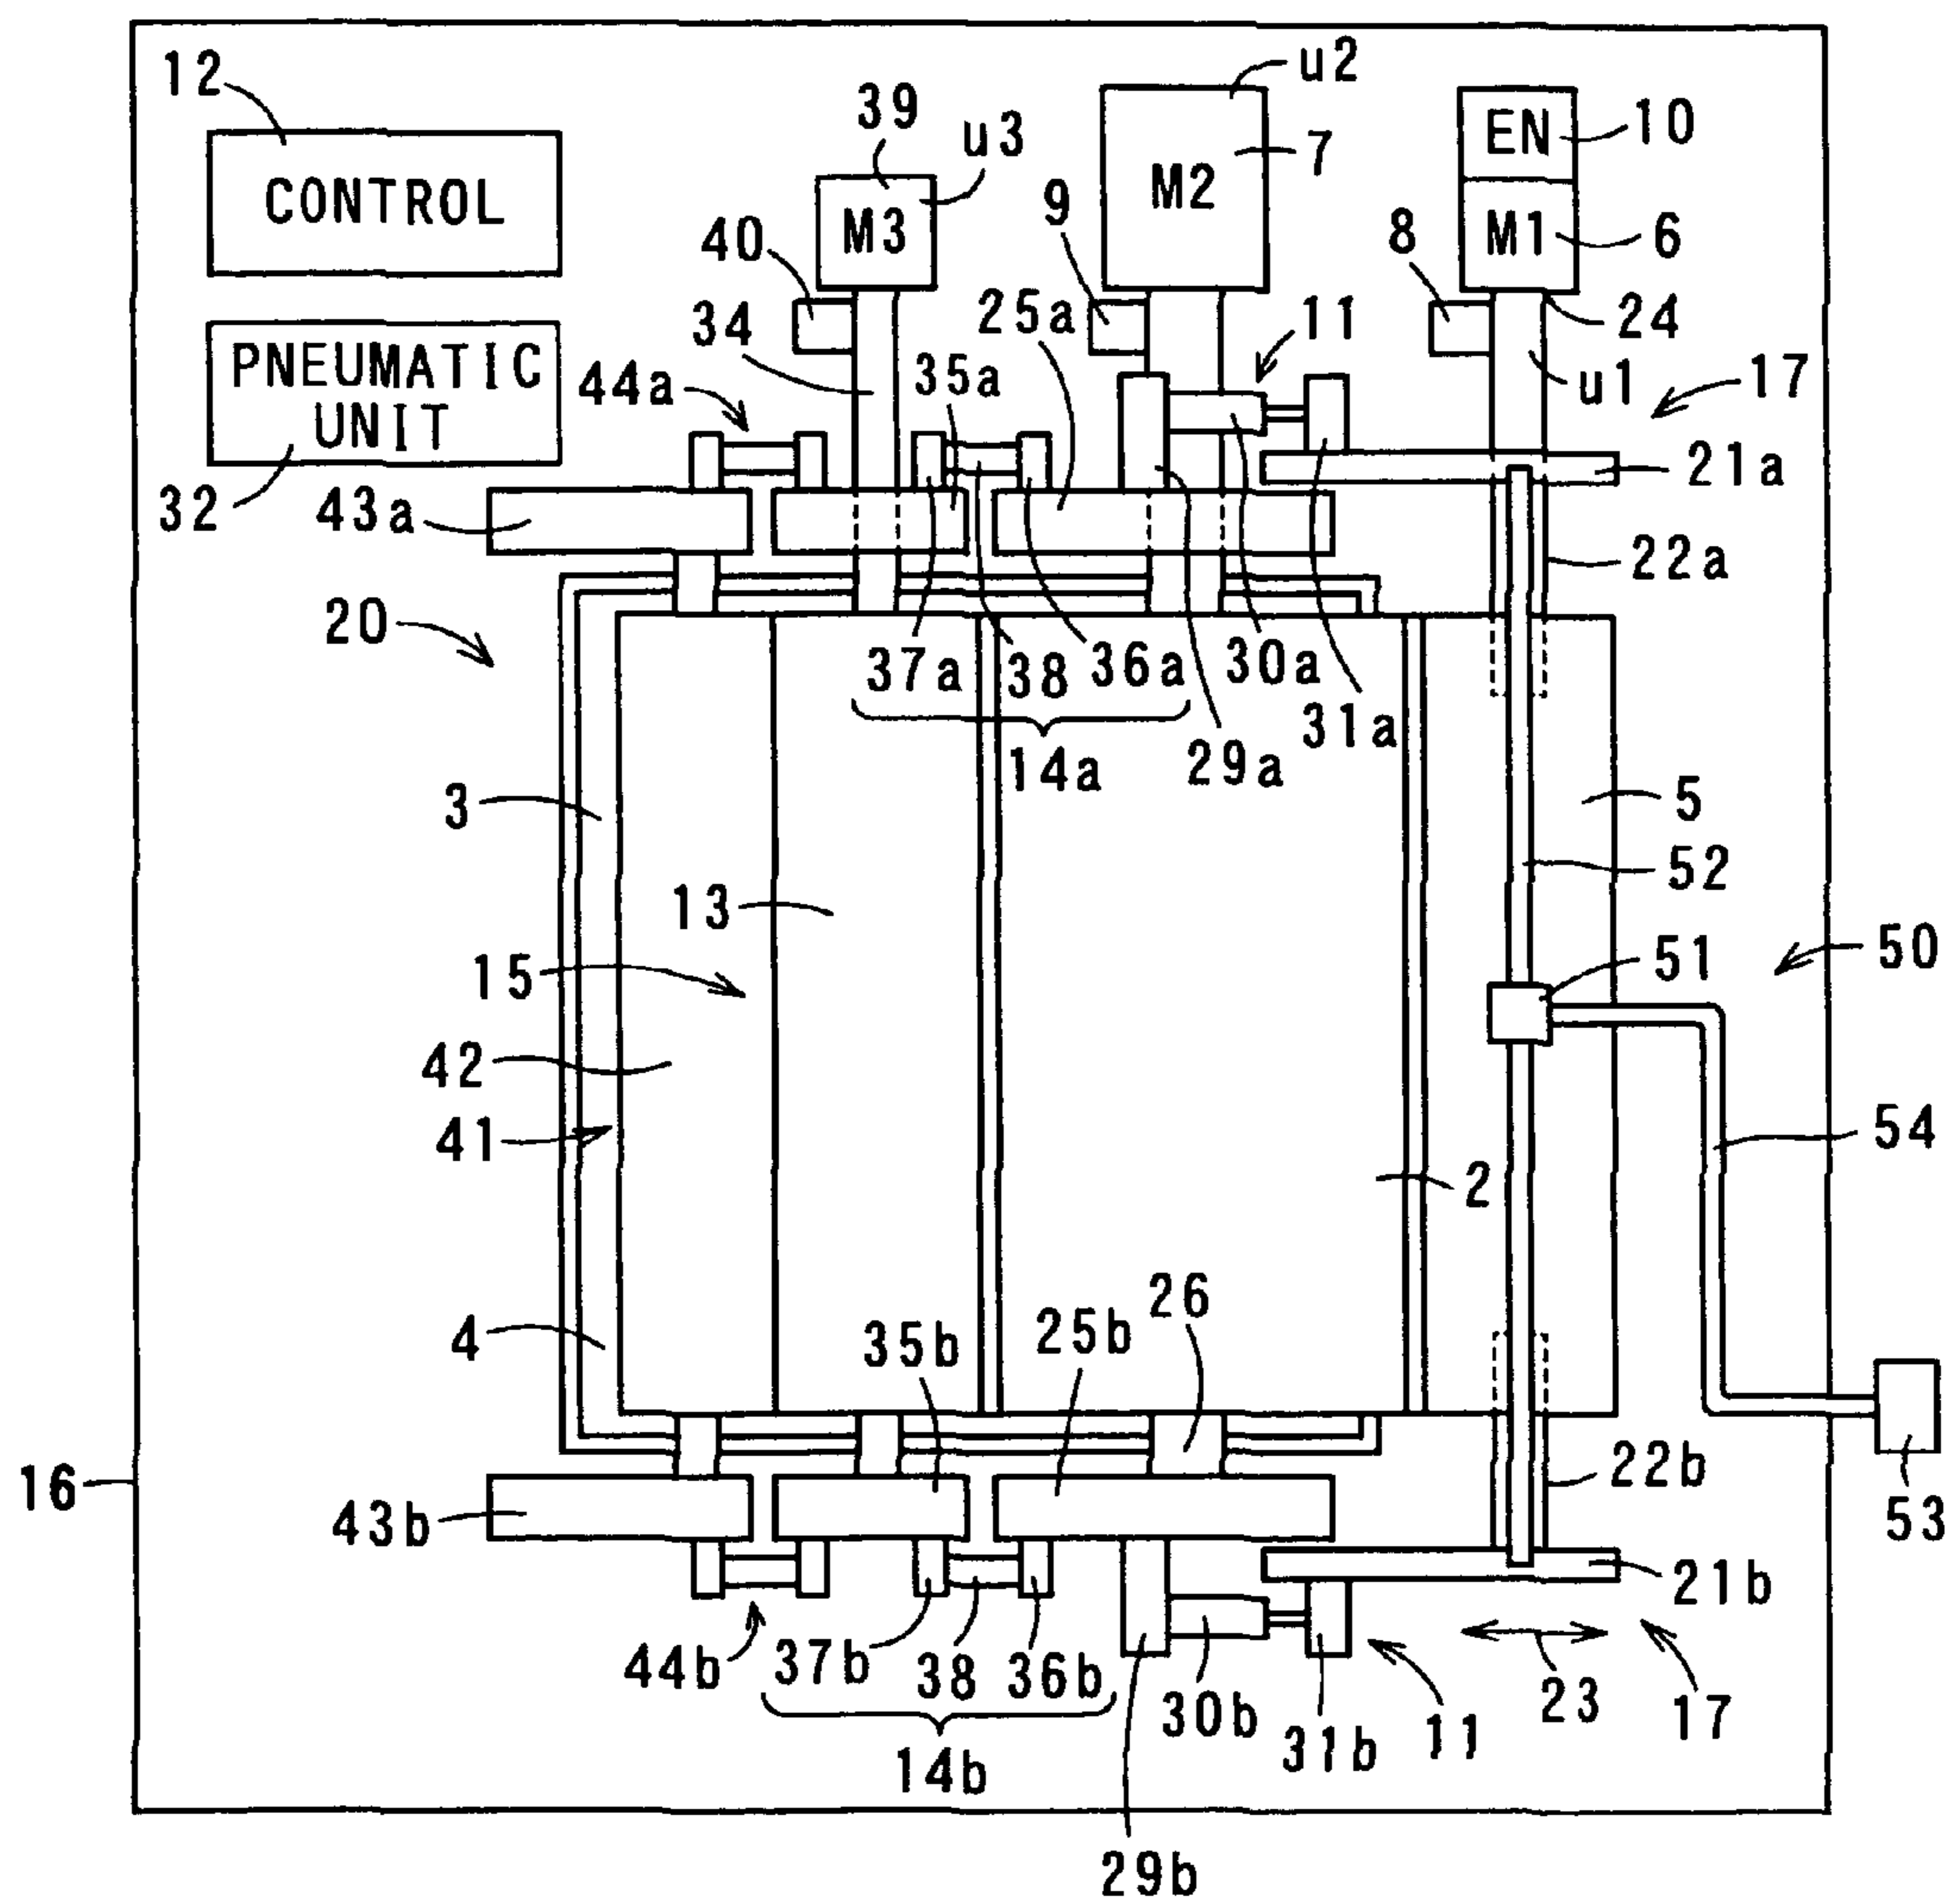 12
u2
39
u3
EN
10
CONTROL
M2
7
9
M3
40
8
M1
6
34
25a
11
24
PNEUMATIC
UNIT
44a
35a
u1
17
32
43a
21a
22a
20
37a
38
36a
30a
31a
14a
29a
3
5
52
13
15
51
50
42
41
54
2
26
4
35b
25b
16
43b
22b
53
21b
44b
37b
38
36b
30b
31b
11
23
17
14b
29b